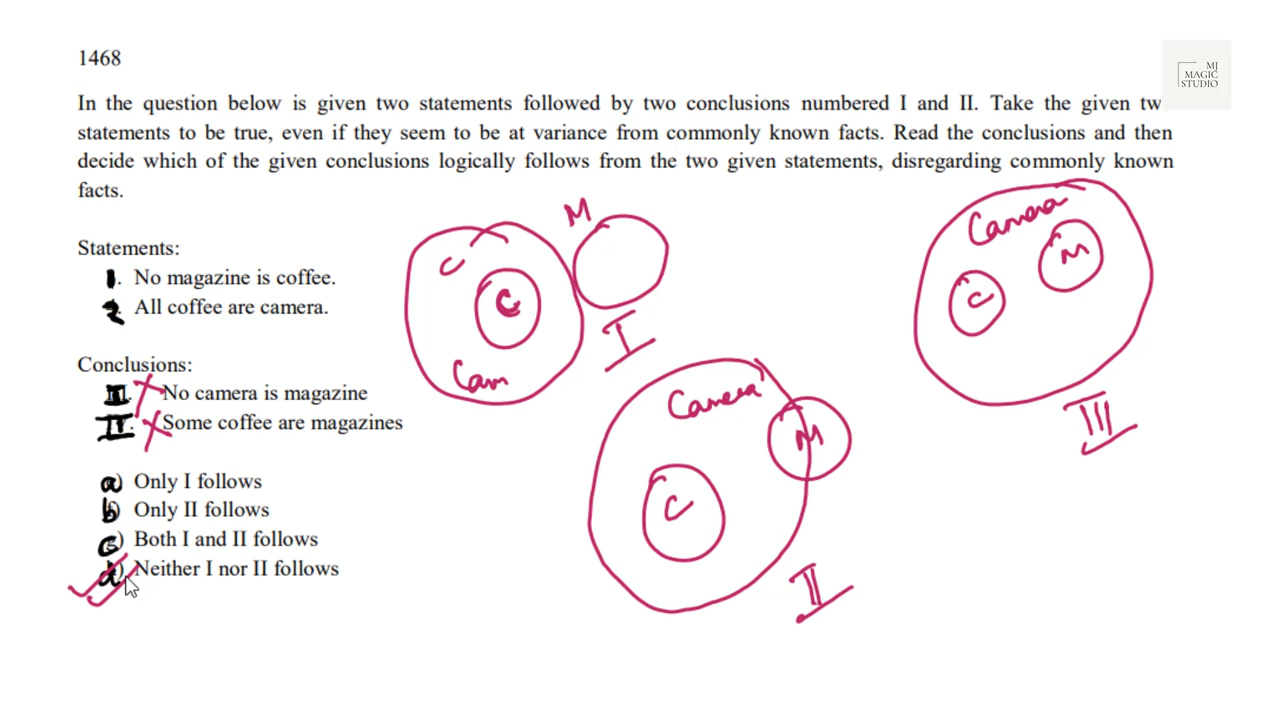 1468
MJ
MAGIC
STUDIO
In the question below is given two statements followed by two conclusions numbered I and II. Take the given tw
statements to be true, even if they seem to be at variance from commonly known facts. Read the conclusions and then
decide which of the given conclusions logically follows from the two given statements, disregarding commonly known
facts.
Statements:
1. No magazine is coffee.
2. All coffee are camera.
Conclusions:
No camera is magazine
II. Some coffee are magazines
a) Only I follows
b) Only II follows
c) Both I and II follows
d) Neither I nor II follows
C
C
Cam
M
I
Camera
C
M
II
Camera
C
M
III